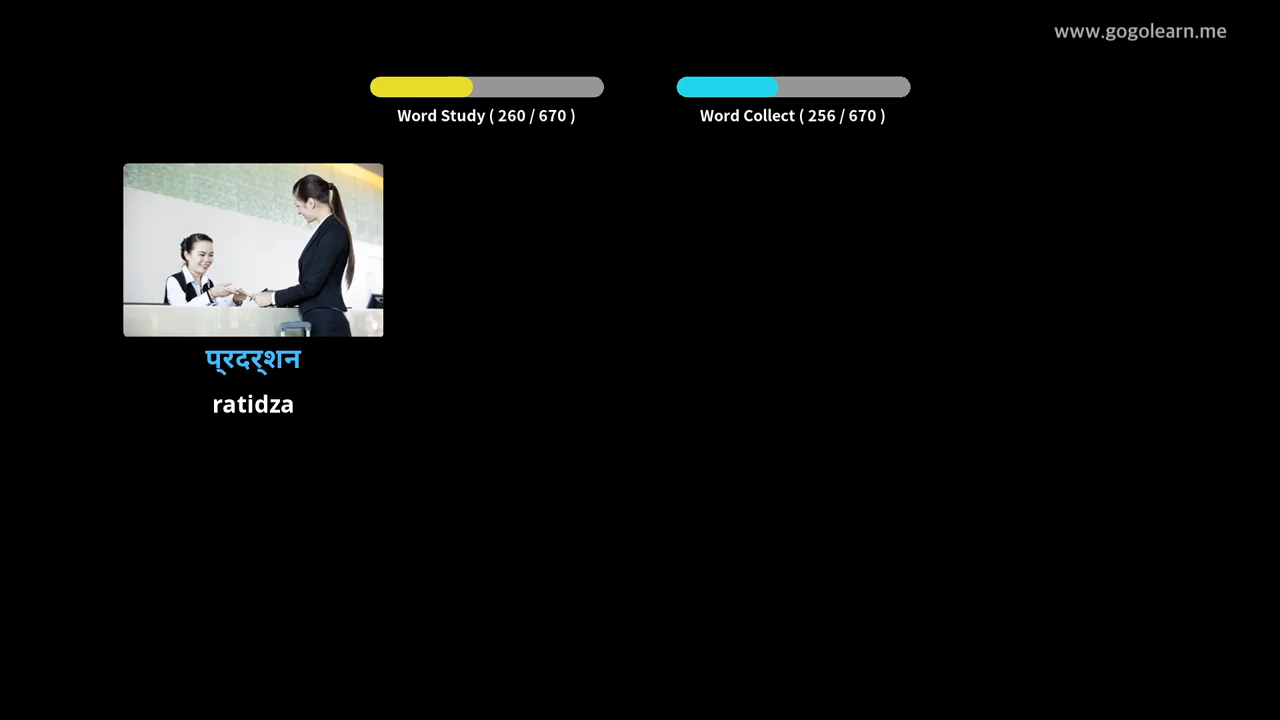 www.gogolearn.me
Word Study ( 260 / 670 )
Word Collect ( 256 / 670 )
प्रदर्शन
ratidza